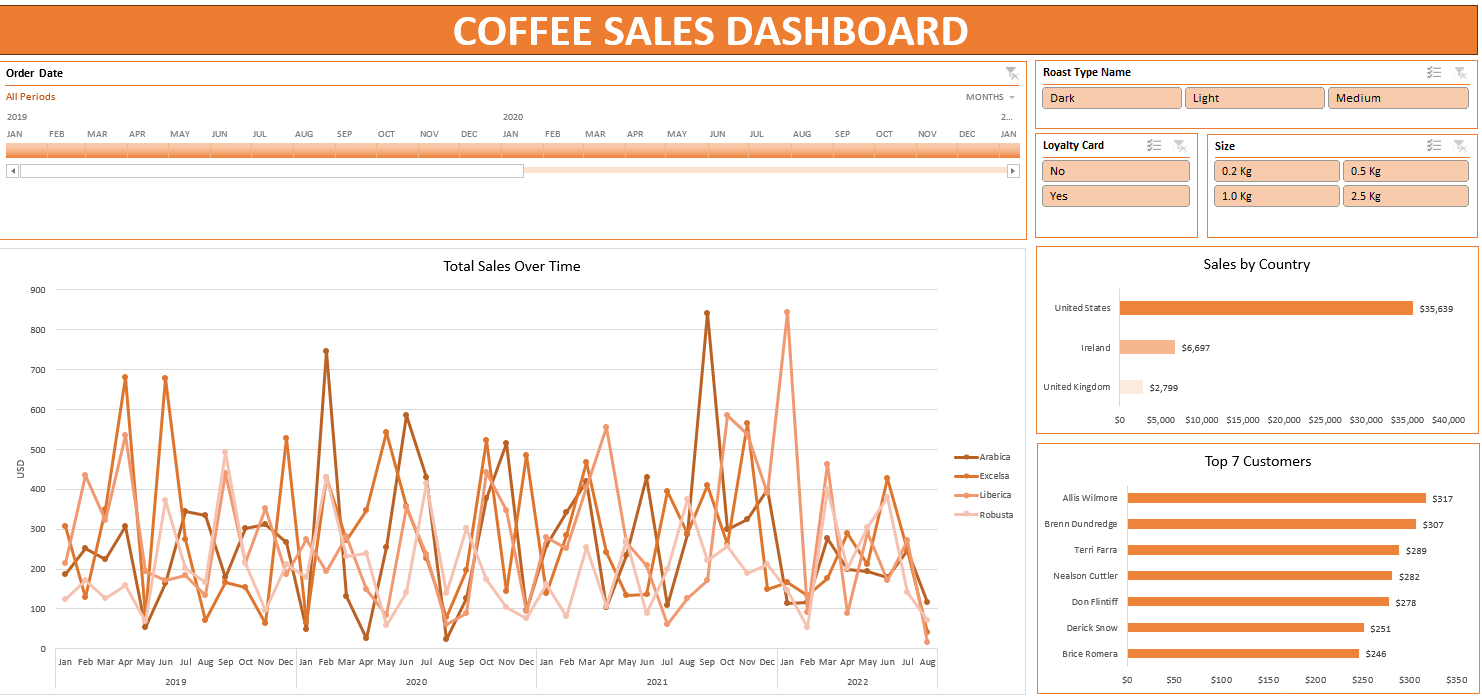 COFFEE SALES DASHBOARD
Order Date
All Periods
MONTHS
2019 2020 2...
JAN FEB MAR APR MAY JUN JUL AUG SEP OCT NOV DEC JAN FEB MAR APR MAY JUN JUL AUG SEP OCT NOV DEC JAN
Roast Type Name
Dark Light Medium
Loyalty Card
No
Yes
Size
0.2 Kg 0.5 Kg
1.0 Kg 2.5 Kg
Total Sales Over Time
900
800
700
600
500
400
300
200
100
0
USD
Jan Feb Mar Apr May Jun Jul Aug Sep Oct Nov Dec Jan Feb Mar Apr May Jun Jul Aug Sep Oct Nov Dec Jan Feb Mar Apr May Jun Jul Aug Sep Oct Nov Dec Jan Feb Mar Apr May Jun Jul Aug
2019 2020 2021 2022
Arabica
Excelsa
Liberica
Robusta
Sales by Country
United States $35,639
Ireland $6,697
United Kingdom $2,799
$0 $5,000 $10,000 $15,000 $20,000 $25,000 $30,000 $35,000 $40,000
Top 7 Customers
Allis Wilmore $317
Brenn Dundredge $307
Terri Farra $289
Nealson Cuttler $282
Don Flintiff $278
Derick Snow $251
Brice Romera $246
$0 $50 $100 $150 $200 $250 $300 $350